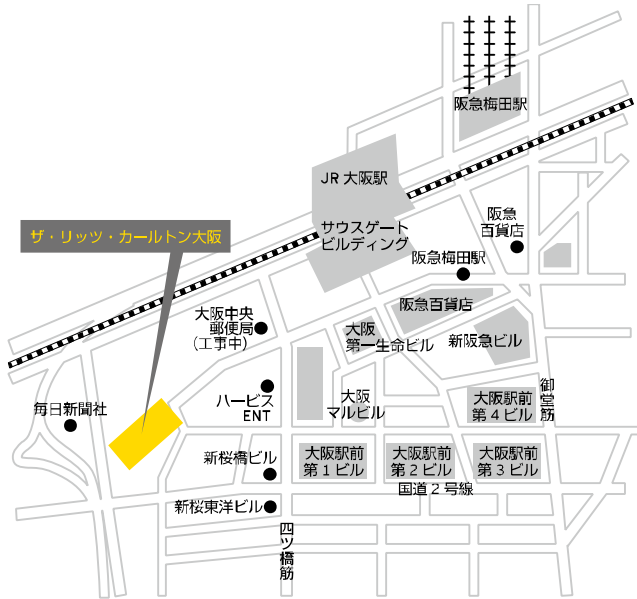 阪急梅田駅
JR 大阪駅
阪急
百貨店
サウスゲート
ビルディング
ザ・リッツ・カールトン大阪
阪急梅田駅
阪急百貨店
大阪中央
郵便局
(工事中)
大阪
第一生命ビル
新阪急ビル
御堂筋
ハービス
ENT
大阪
マルビル
大阪駅前
第4ビル
毎日新聞社
新桜橋ビル
大阪駅前
第1ビル
大阪駅前
第2ビル
大阪駅前
第3ビル
国道2号線
新桜東洋ビル
四ツ橋筋